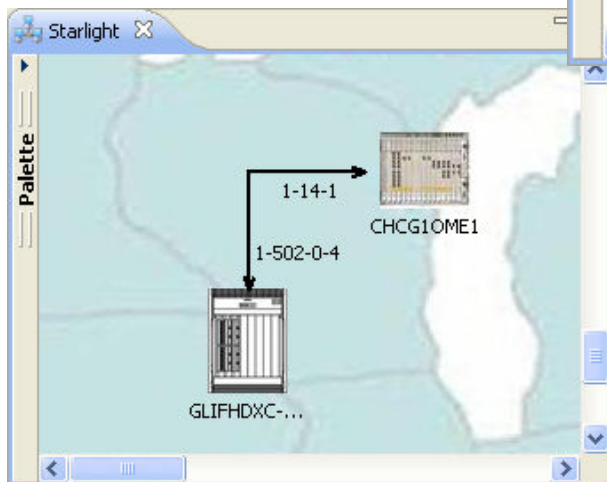 Starlight
Palette
1-14-1
CHCG1OME1
1-502-0-4
GLIFHDXC-...